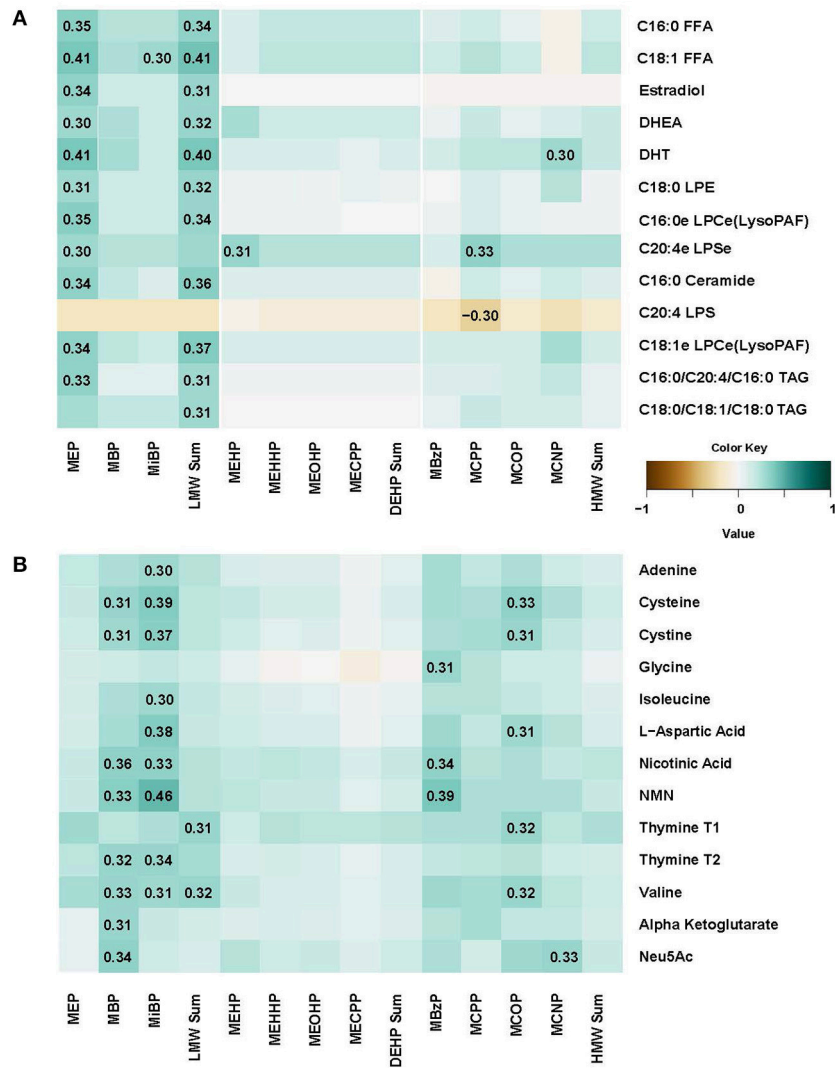 A
0.35 0.34 C16:0 FFA
0.41 0.30 0.41 C18:1 FFA
0.34 0.31 Estradiol
0.30 0.32 DHEA
0.41 0.40 0.30 DHT
0.31 0.32 C18:0 LPE
0.35 0.34 C16:0e LPCe(LysoPAF)
0.30 0.31 0.33 C20:4e LPSe
0.34 0.36 C16:0 Ceramide
−0.30 C20:4 LPS
0.34 0.37 C18:1e LPCe(LysoPAF)
0.33 0.31 C16:0/C20:4/C16:0 TAG
0.31 C18:0/C18:1/C18:0 TAG
MEP MBP MiBP LMW Sum MEHP MEHHP MEOHP MECPP DEHP Sum MBzP MCPP MCOP MCNP HMW Sum
Color Key
−1 0 1
Value
B
0.30 Adenine
0.31 0.39 0.33 Cysteine
0.31 0.37 0.31 Cystine
0.31 Glycine
0.30 Isoleucine
0.38 0.31 L−Aspartic Acid
0.36 0.33 0.34 Nicotinic Acid
0.33 0.46 0.39 NMN
0.31 0.32 Thymine T1
0.32 0.34 Thymine T2
0.33 0.31 0.32 0.32 Valine
0.31 Alpha Ketoglutarate
0.34 0.33 Neu5Ac
MEP MBP MiBP LMW Sum MEHP MEHHP MEOHP MECPP DEHP Sum MBzP MCPP MCOP MCNP HMW Sum